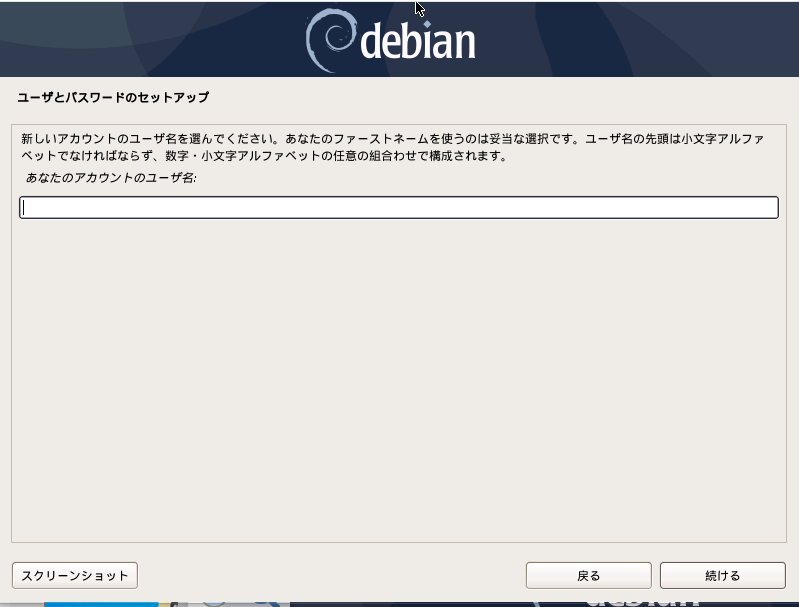 debian
ユーザとパスワードのセットアップ
新しいアカウントのユーザ名を選んでください。あなたのファーストネームを使うのは妥当な選択です。ユーザ名の先頭は小文字アルファ
ベットでなければならず、数字・小文字アルファベットの任意の組合わせで構成されます。
あなたのアカウントのユーザ名:
スクリーンショット
戻る
続ける
debian